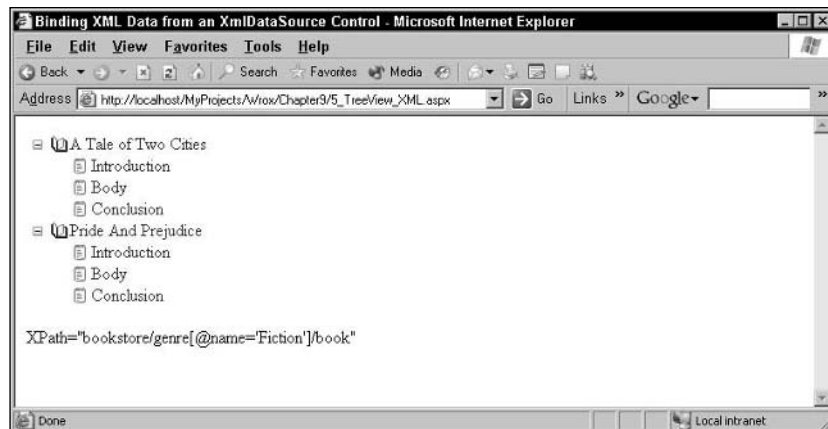 Binding XML Data from an XmlDataSource Control - Microsoft Internet Explorer
File Edit View Favorites Tools Help
Back Search Favorites Media
Address http://localhost/MyProjects/Wrox/Chapter9/5_TreeView_XML.aspx Go Links » Google »
A Tale of Two Cities
Introduction
Body
Conclusion
Pride And Prejudice
Introduction
Body
Conclusion
XPath="bookstore/genre[@name='Fiction']/book"
Done Local intranet